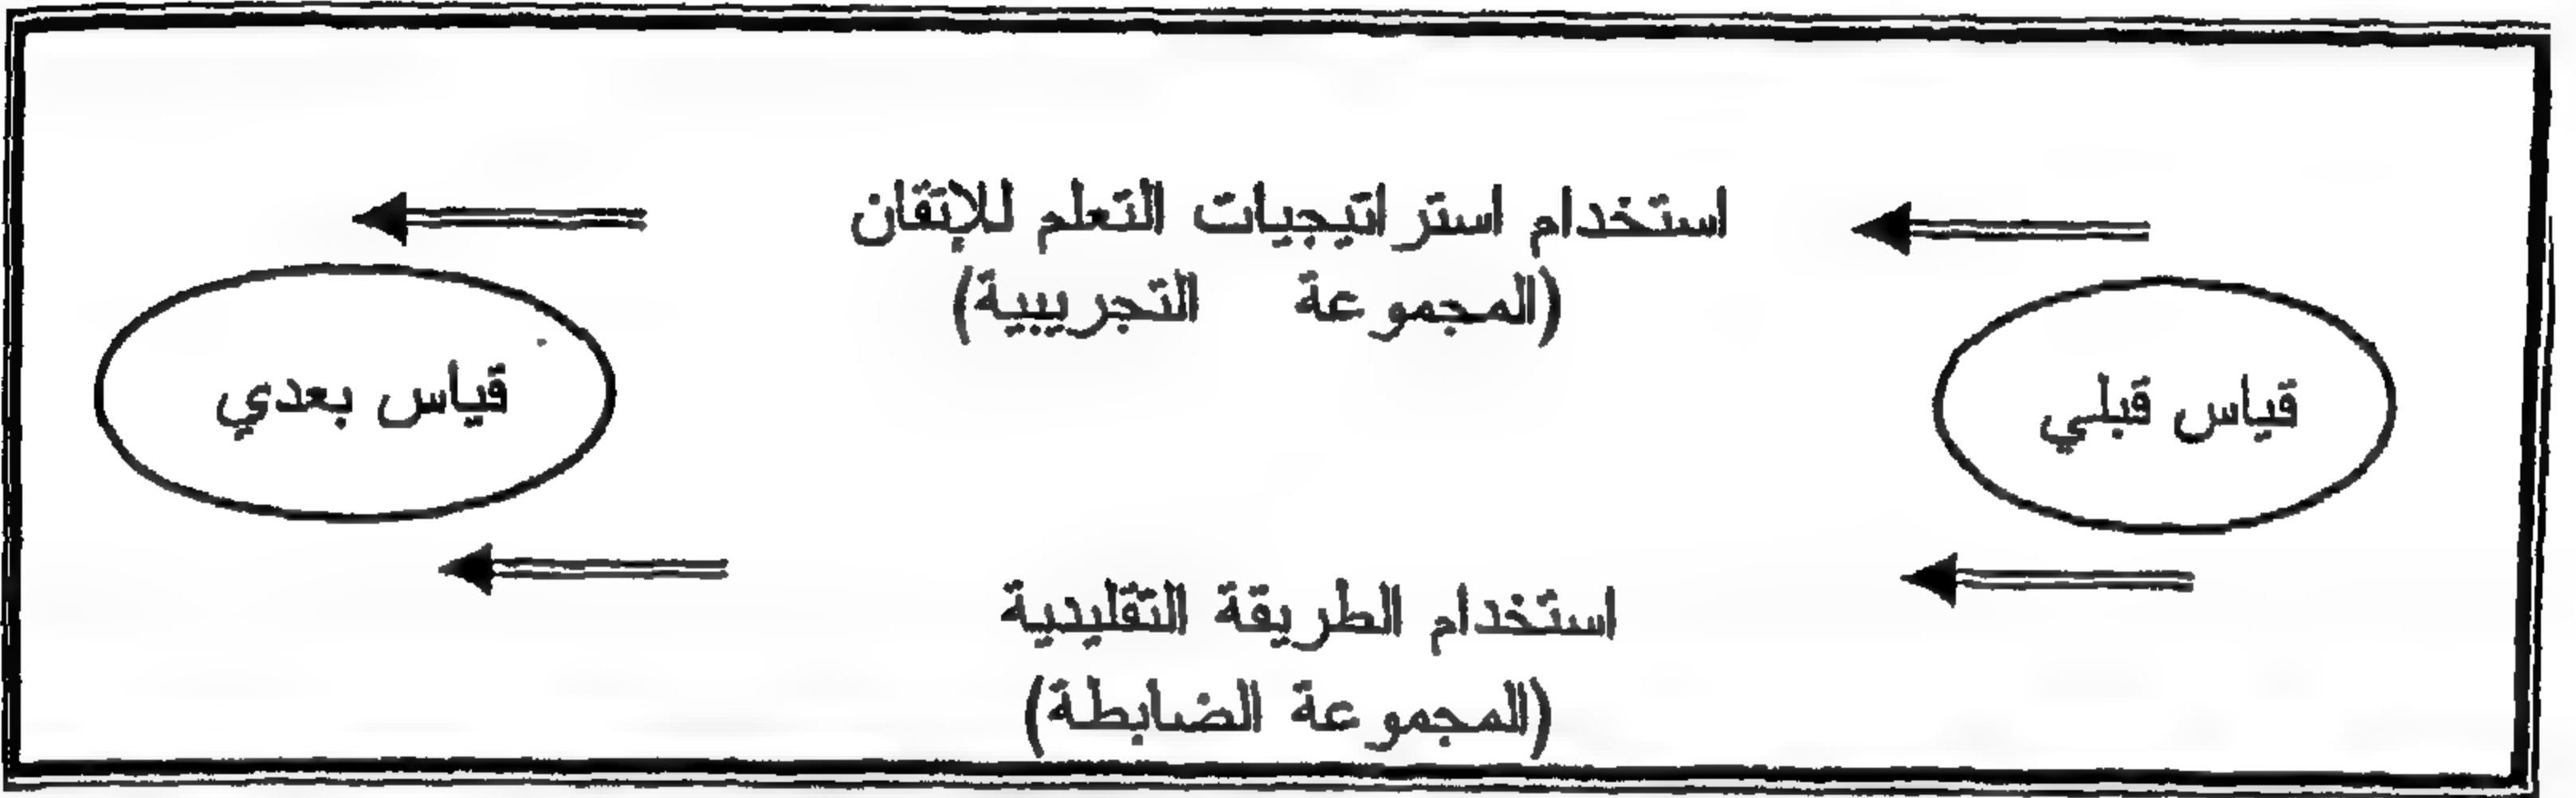 استخدام استراتيجيات التعلم للإتقان
(المجموعة التجريبية)
قياس قبلي
قياس بعدي
استخدام الطريقة التقليدية
(المجموعة الضابطة)